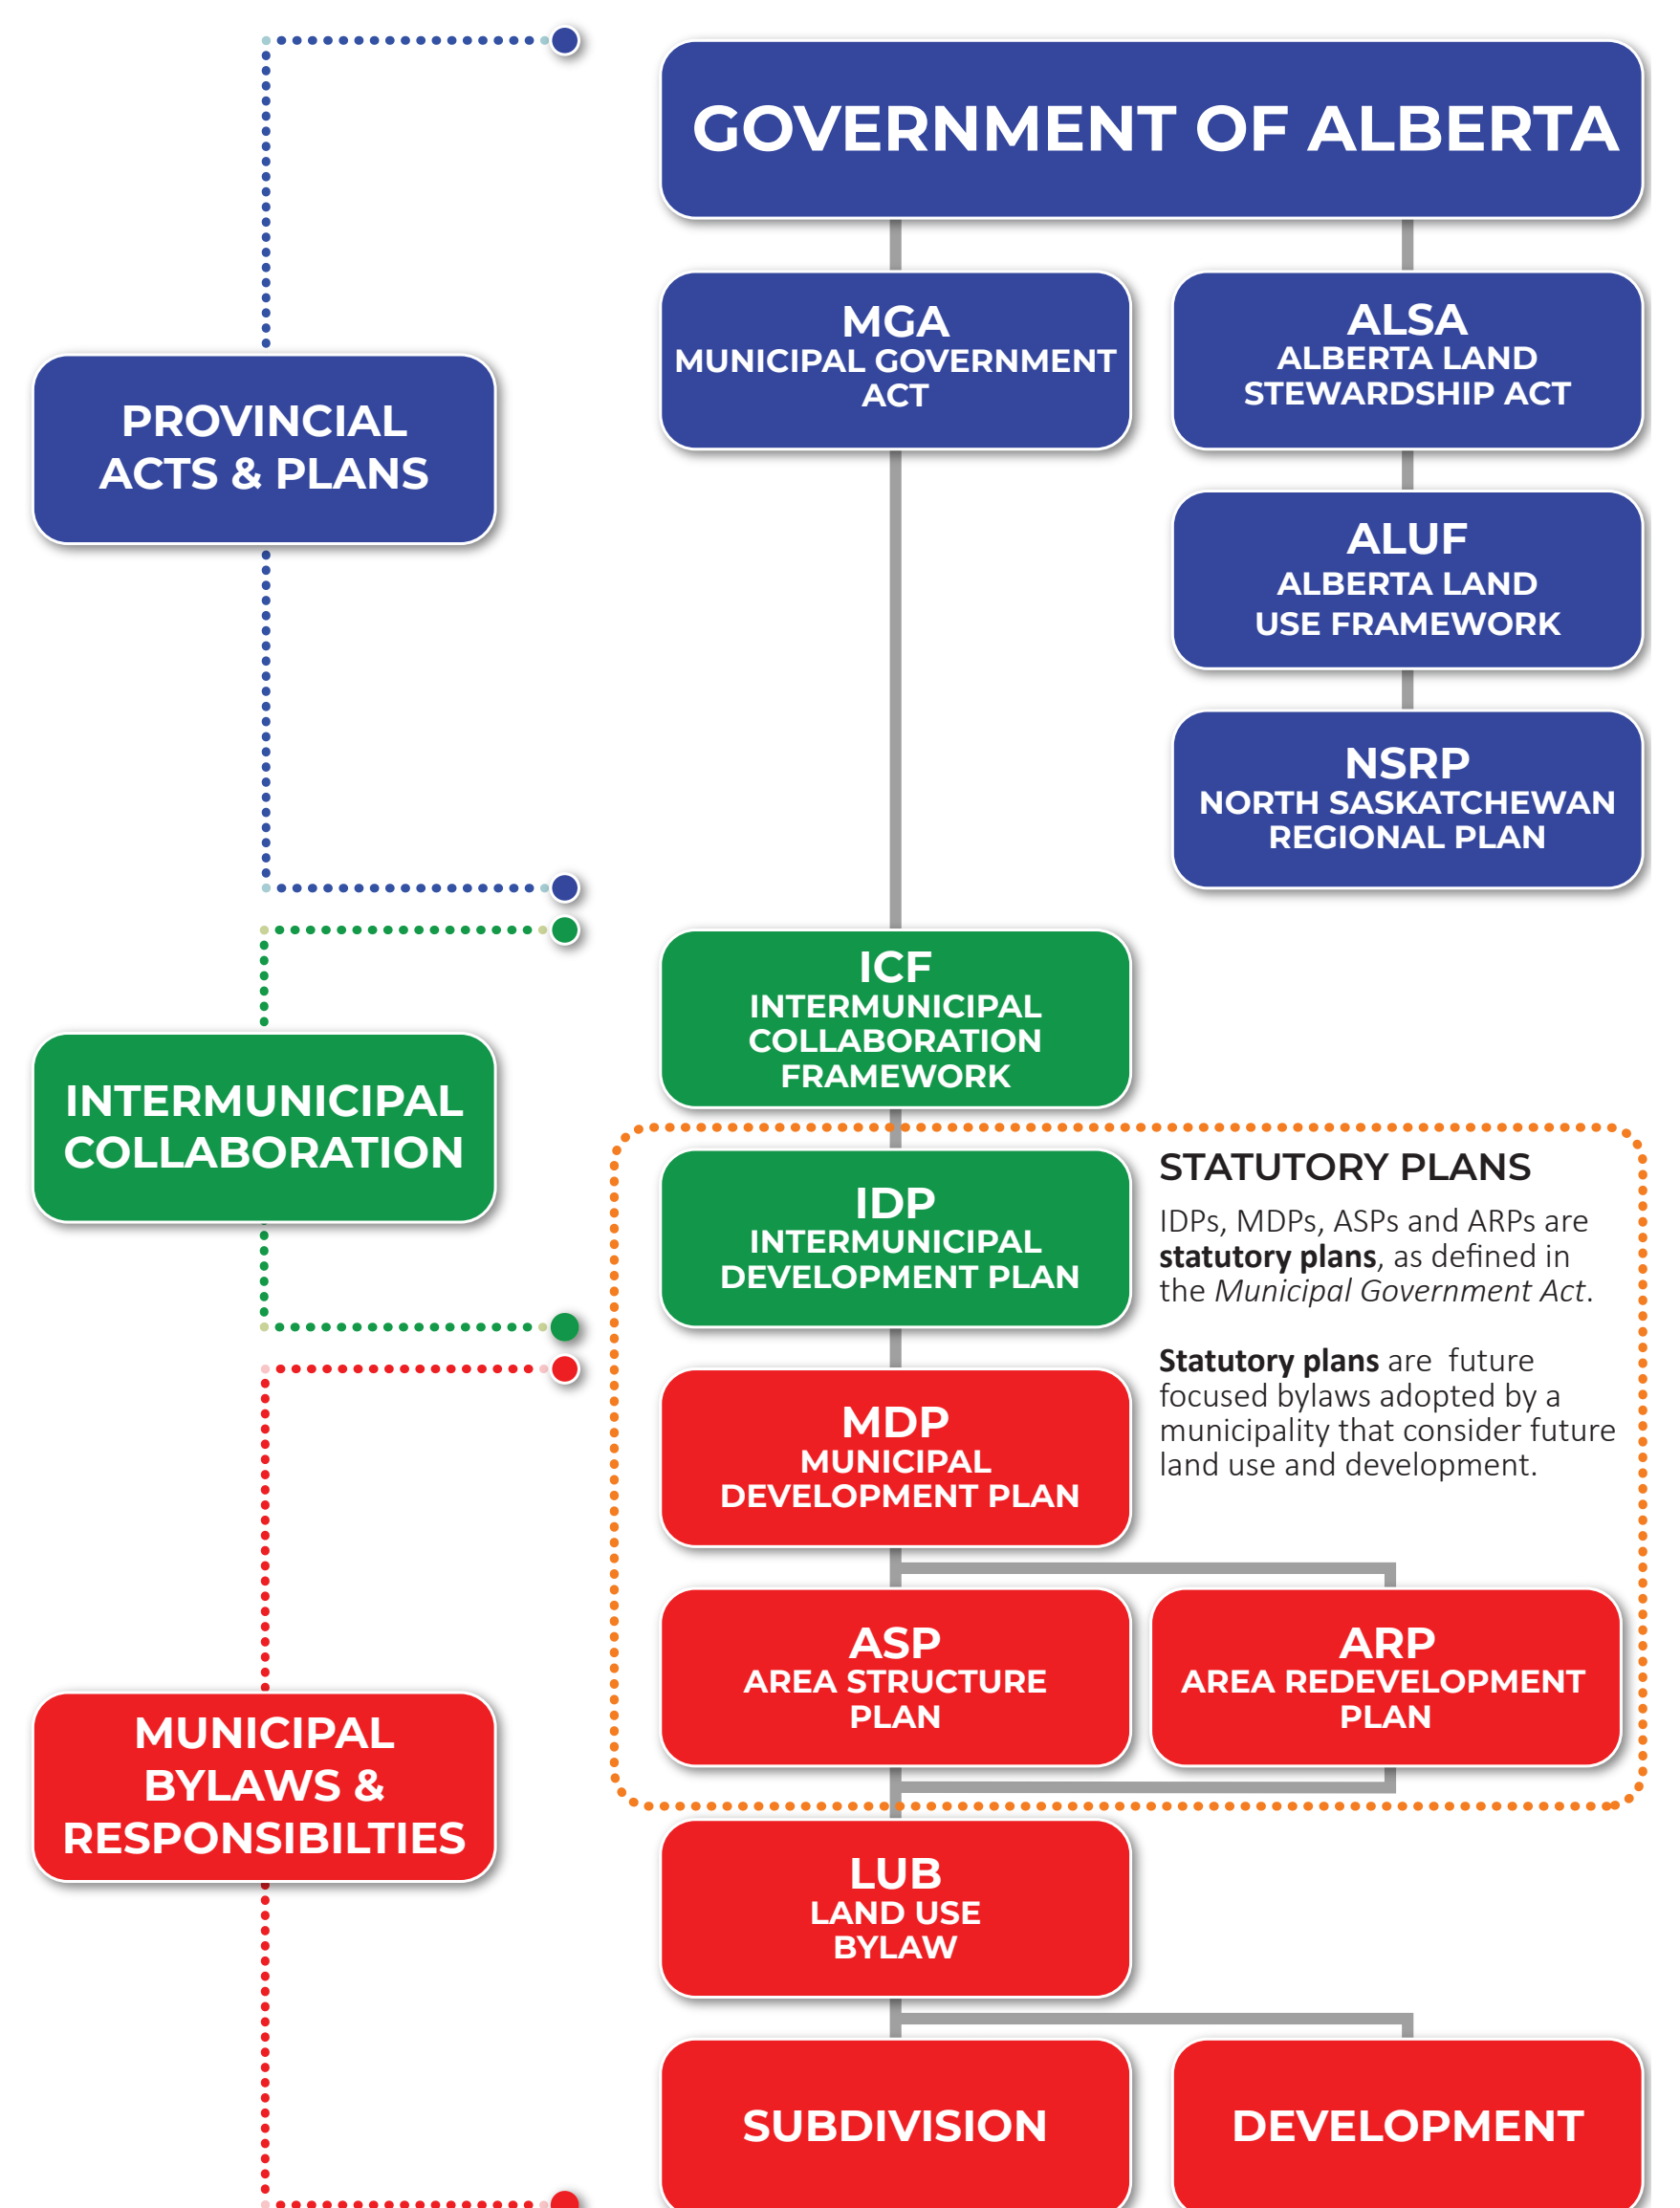 GOVERNMENT OF ALBERTA
MGA
MUNICIPAL GOVERNMENT
ACT
ALSA
ALBERTA LAND
STEWARDSHIP ACT
PROVINCIAL
ACTS & PLANS
ALUF
ALBERTA LAND
USE FRAMEWORK
NSRP
NORTH SASKATCHEWAN
REGIONAL PLAN
ICF
INTERMUNICIPAL
COLLABORATION
FRAMEWORK
INTERMUNICIPAL
COLLABORATION
IDP
INTERMUNICIPAL
DEVELOPMENT PLAN
STATUTORY PLANS
IDPs, MDPs, ASPs and ARPs are
statutory plans, as defined in
the Municipal Government Act.
Statutory plans are future
focused bylaws adopted by a
municipality that consider future
land use and development.
MDP
MUNICIPAL
DEVELOPMENT PLAN
ASP
AREA STRUCTURE
PLAN
ARP
AREA REDEVELOPMENT
PLAN
MUNICIPAL
BYLAWS &
RESPONSIBILTIES
LUB
LAND USE
BYLAW
SUBDIVISION
DEVELOPMENT